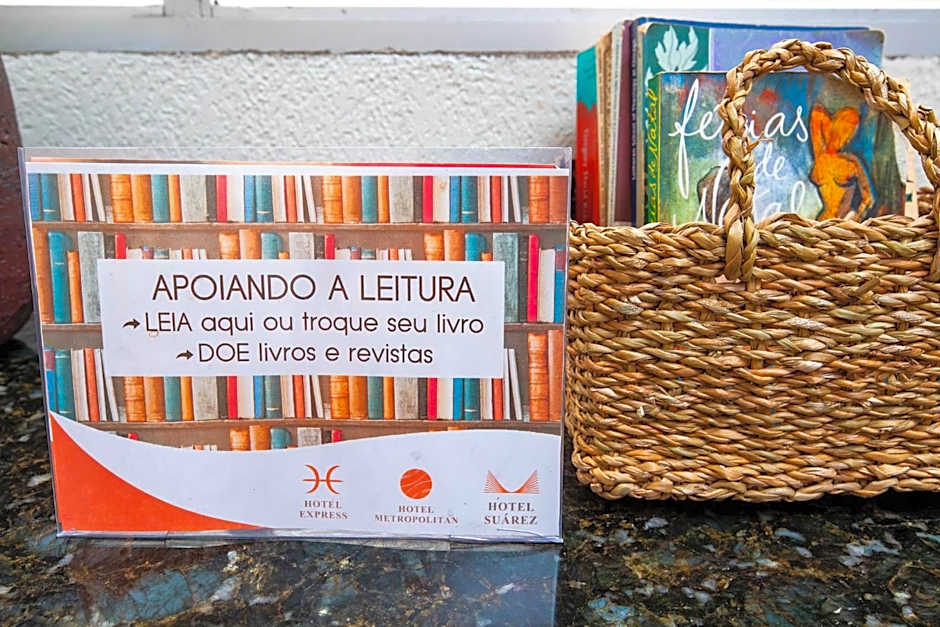 APOIANDO A LEITURA
➔ LEIA aqui ou troque seu livro
➔ DOE livros e revistas
HOTEL
EXPRESS
HOTEL
METROPOLITAN
HOTEL
SUÁREZ
férias
de
Natal